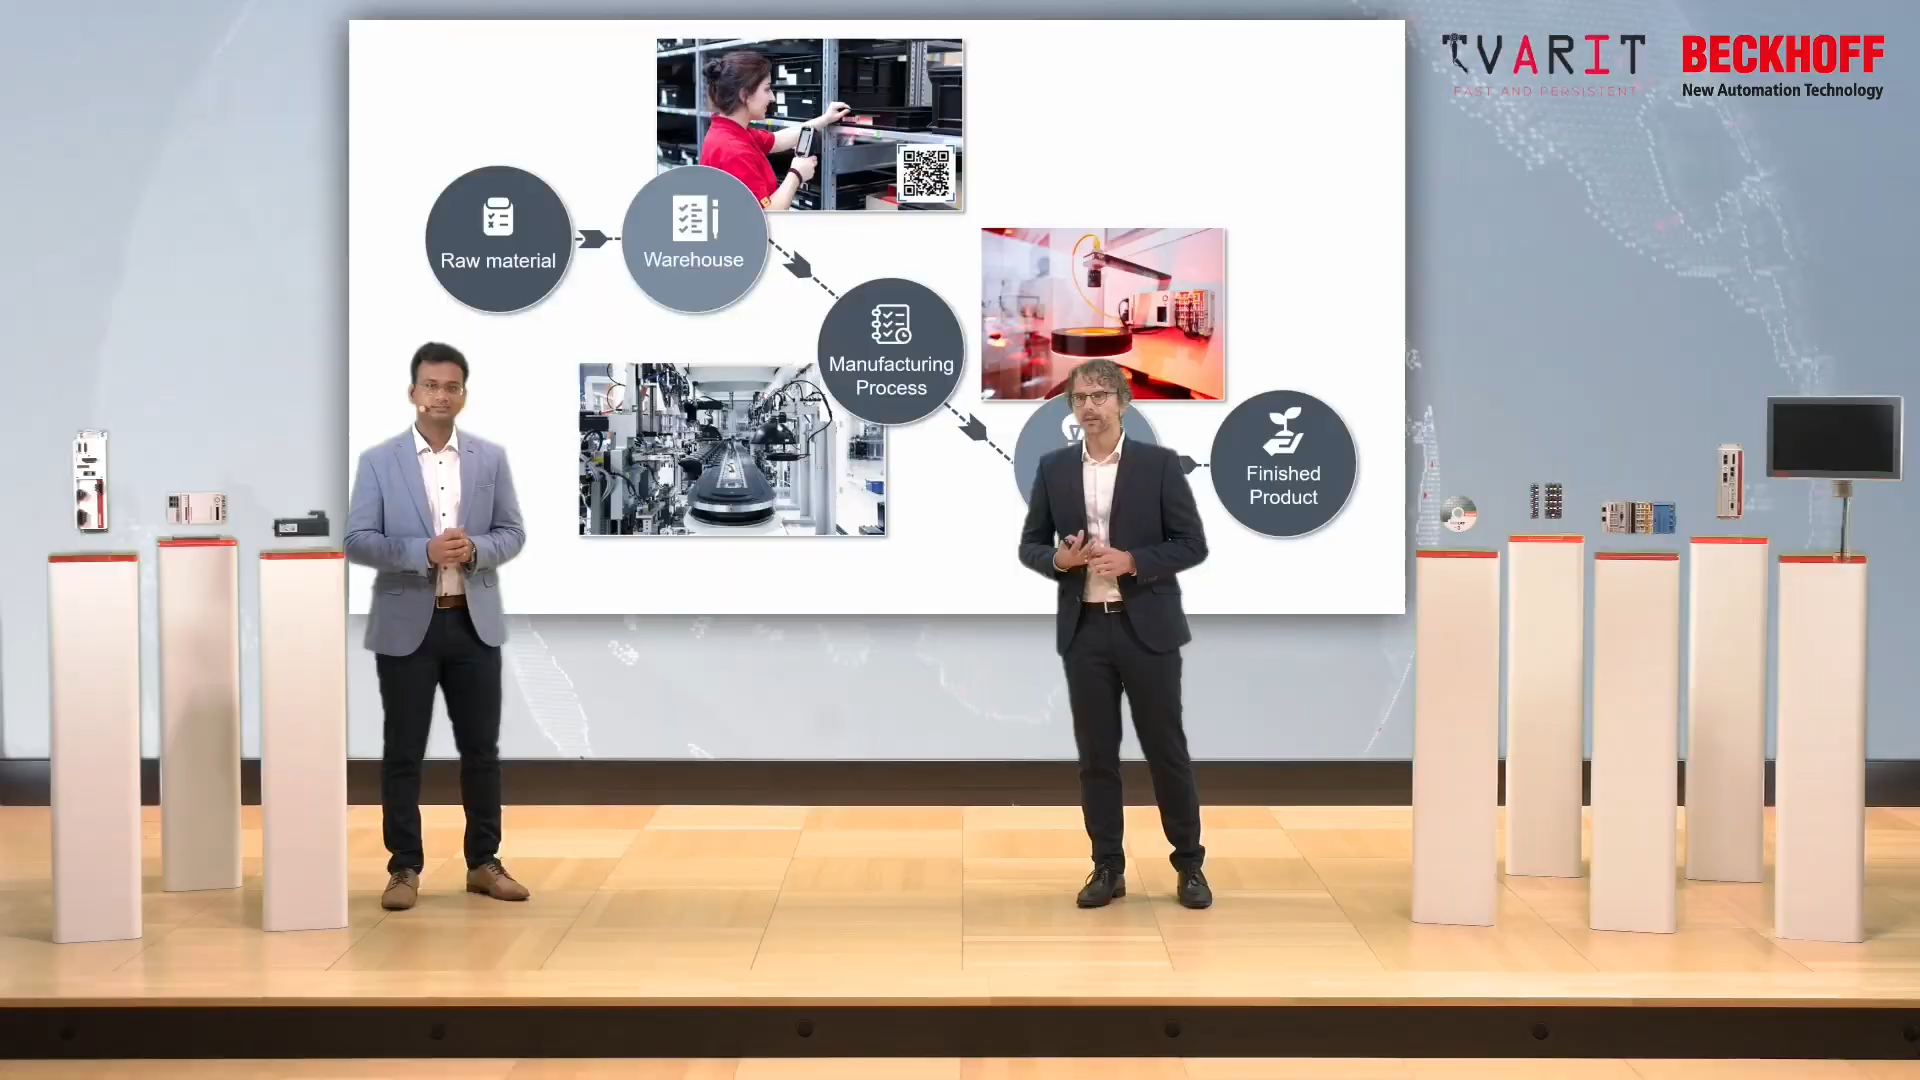 TVARIT
FAST AND PERSISTENT
BECKHOFF
New Automation Technology
Raw material
Warehouse
Manufacturing
Process
Finished
Product